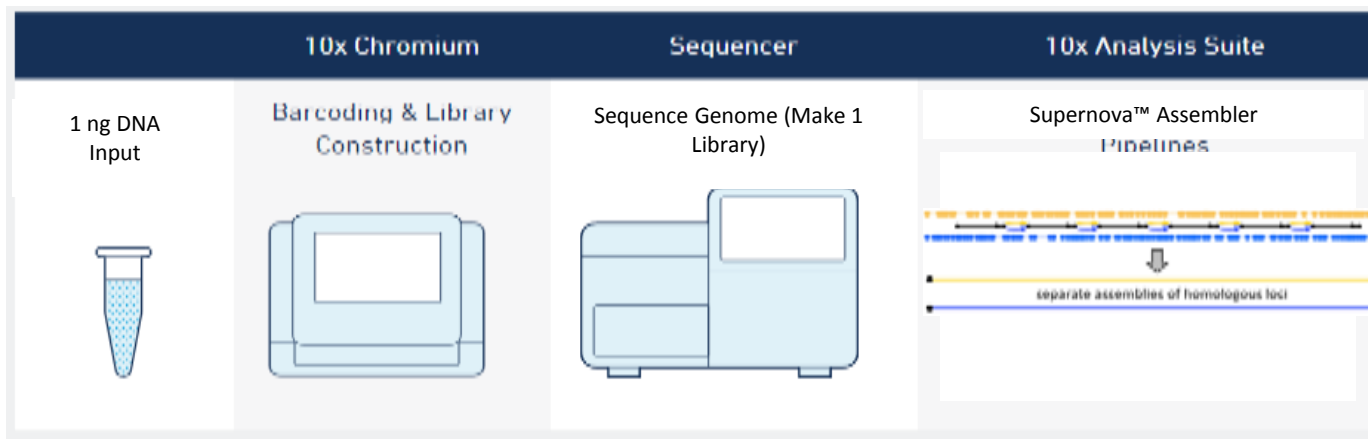 10x Chromium
Sequencer
10x Analysis Suite
1 ng DNA
Input
Barcoding & Library
Construction
Sequence Genome (Make 1
Library)
Supernova™ Assembler
Pipelines
separate assemblies of homologous loci